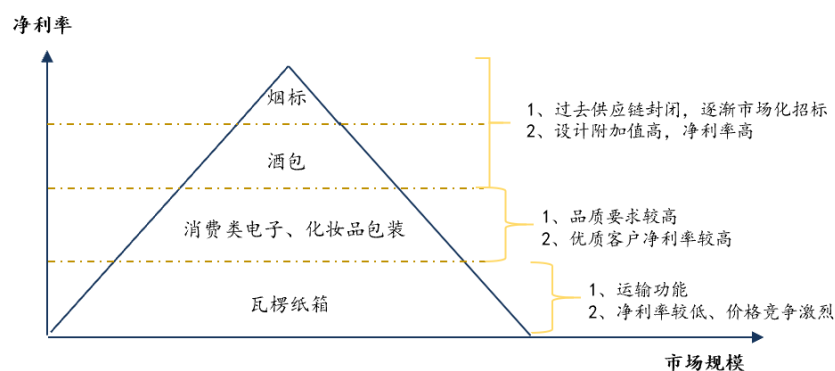 净利率
烟标
1、过去供应链封闭，逐渐市场化招标
2、设计附加值高，净利率高
酒包
消费类电子、化妆品包装
1、品质要求较高
2、优质客户净利率较高
瓦楞纸箱
1、运输功能
2、净利率较低、价格竞争激烈
市场规模